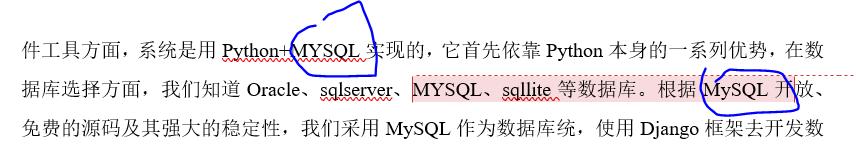 件工具方面，系统是用 Python+MYSQL 实现的，它首先依靠 Python 本身的一系列优势，在数
据库选择方面，我们知道 Oracle、sqlserver、MYSQL、sqllite 等数据库。根据 MySQL 开放、
免费的源码及其强大的稳定性，我们采用 MySQL 作为数据库统，使用 Django 框架去开发数